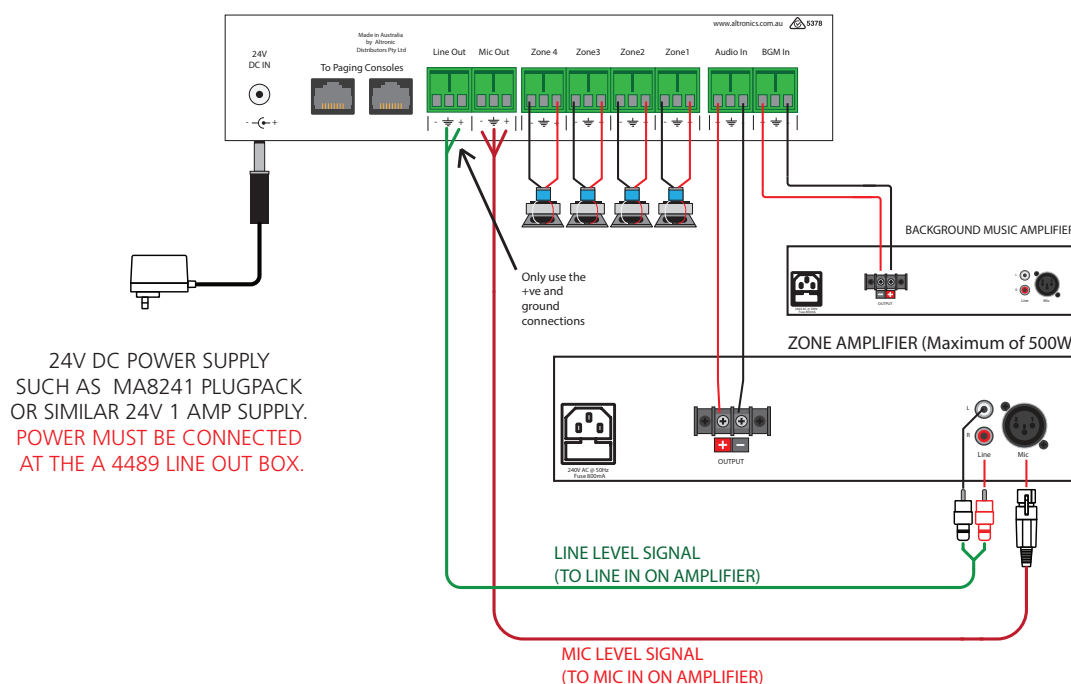 www.altronics.com.au
5378
Made in Australia
by Altronic
Distributors Pty Ltd
24V
DC IN
To Paging Consoles
Line Out
Mic Out
Zone 4
Zone3
Zone2
Zone1
Audio In
BGM In
- +
- +
- +
- +
- +
- +
- +
- +
- +
Only use the
+ve and
ground
connections
BACKGROUND MUSIC AMPLIFIER
240V AC @ 50Hz
Fuse 800mA
- +
OUTPUT
L
R
Line
Mic
ZONE AMPLIFIER (Maximum of 500W
240V AC @ 50Hz
Fuse 800mA
+ -
OUTPUT
L
R
Line
Mic
24V DC POWER SUPPLY
SUCH AS MA8241 PLUGPACK
OR SIMILAR 24V 1 AMP SUPPLY.
POWER MUST BE CONNECTED
AT THE A 4489 LINE OUT BOX.
LINE LEVEL SIGNAL
(TO LINE IN ON AMPLIFIER)
MIC LEVEL SIGNAL
(TO MIC IN ON AMPLIFIER)